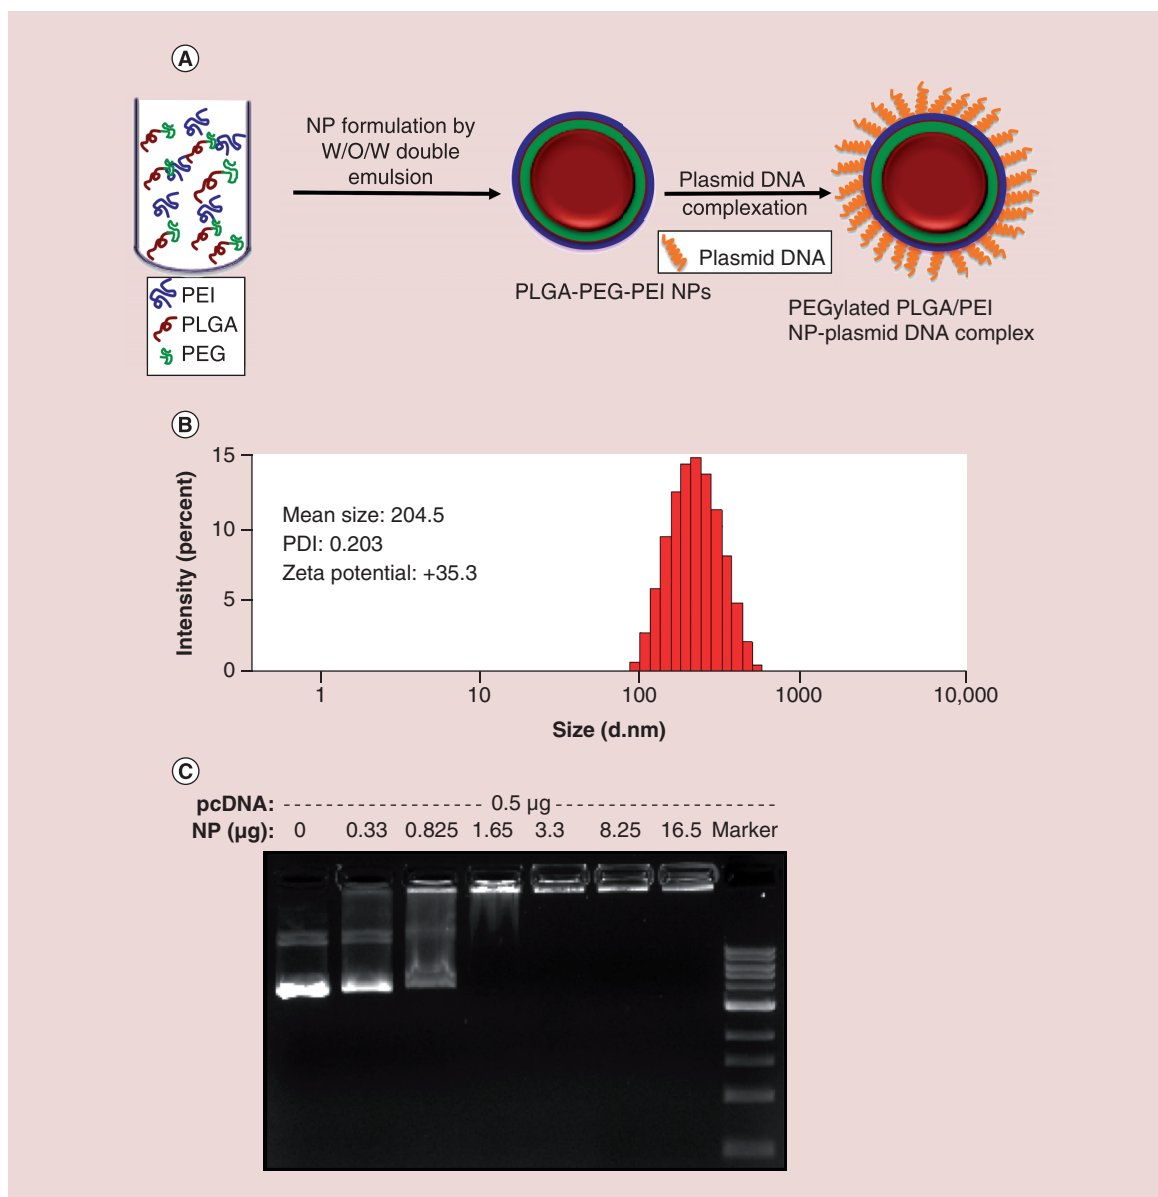 A
NP formulation by
W/O/W double
emulsion
Plasmid DNA
complexation
Plasmid DNA
PLGA-PEG-PEI NPs
PEGylated PLGA/PEI
NP-plasmid DNA complex
PEI
PLGA
PEG
B
Intensity (percent)
15
10
5
0
Mean size: 204.5
PDI: 0.203
Zeta potential: +35.3
1 10 100 1000 10,000
Size (d.nm)
C
pcDNA: 0.5 µg
NP (µg): 0 0.33 0.825 1.65 3.3 8.25 16.5 Marker